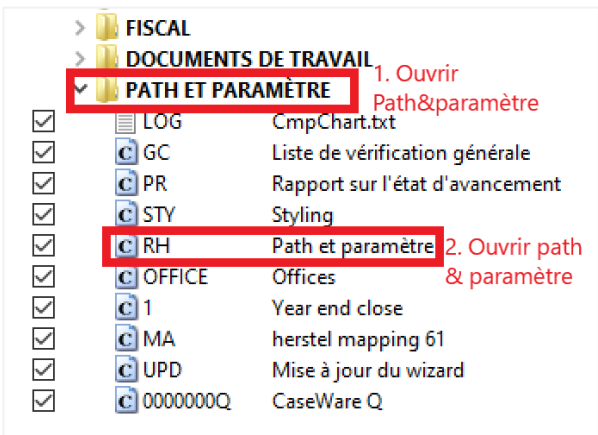 FISCAL
DOCUMENTS DE TRAVAIL
PATH ET PARAMÈTRE
1. Ouvrir
Path&paramètre
LOG CmpChart.txt
GC Liste de vérification générale
PR Rapport sur l'état d'avancement
STY Styling
RH Path et paramètre
2. Ouvrir path
& paramètre
OFFICE Offices
1 Year end close
MA herstel mapping 61
UPD Mise à jour du wizard
0000000Q CaseWare Q